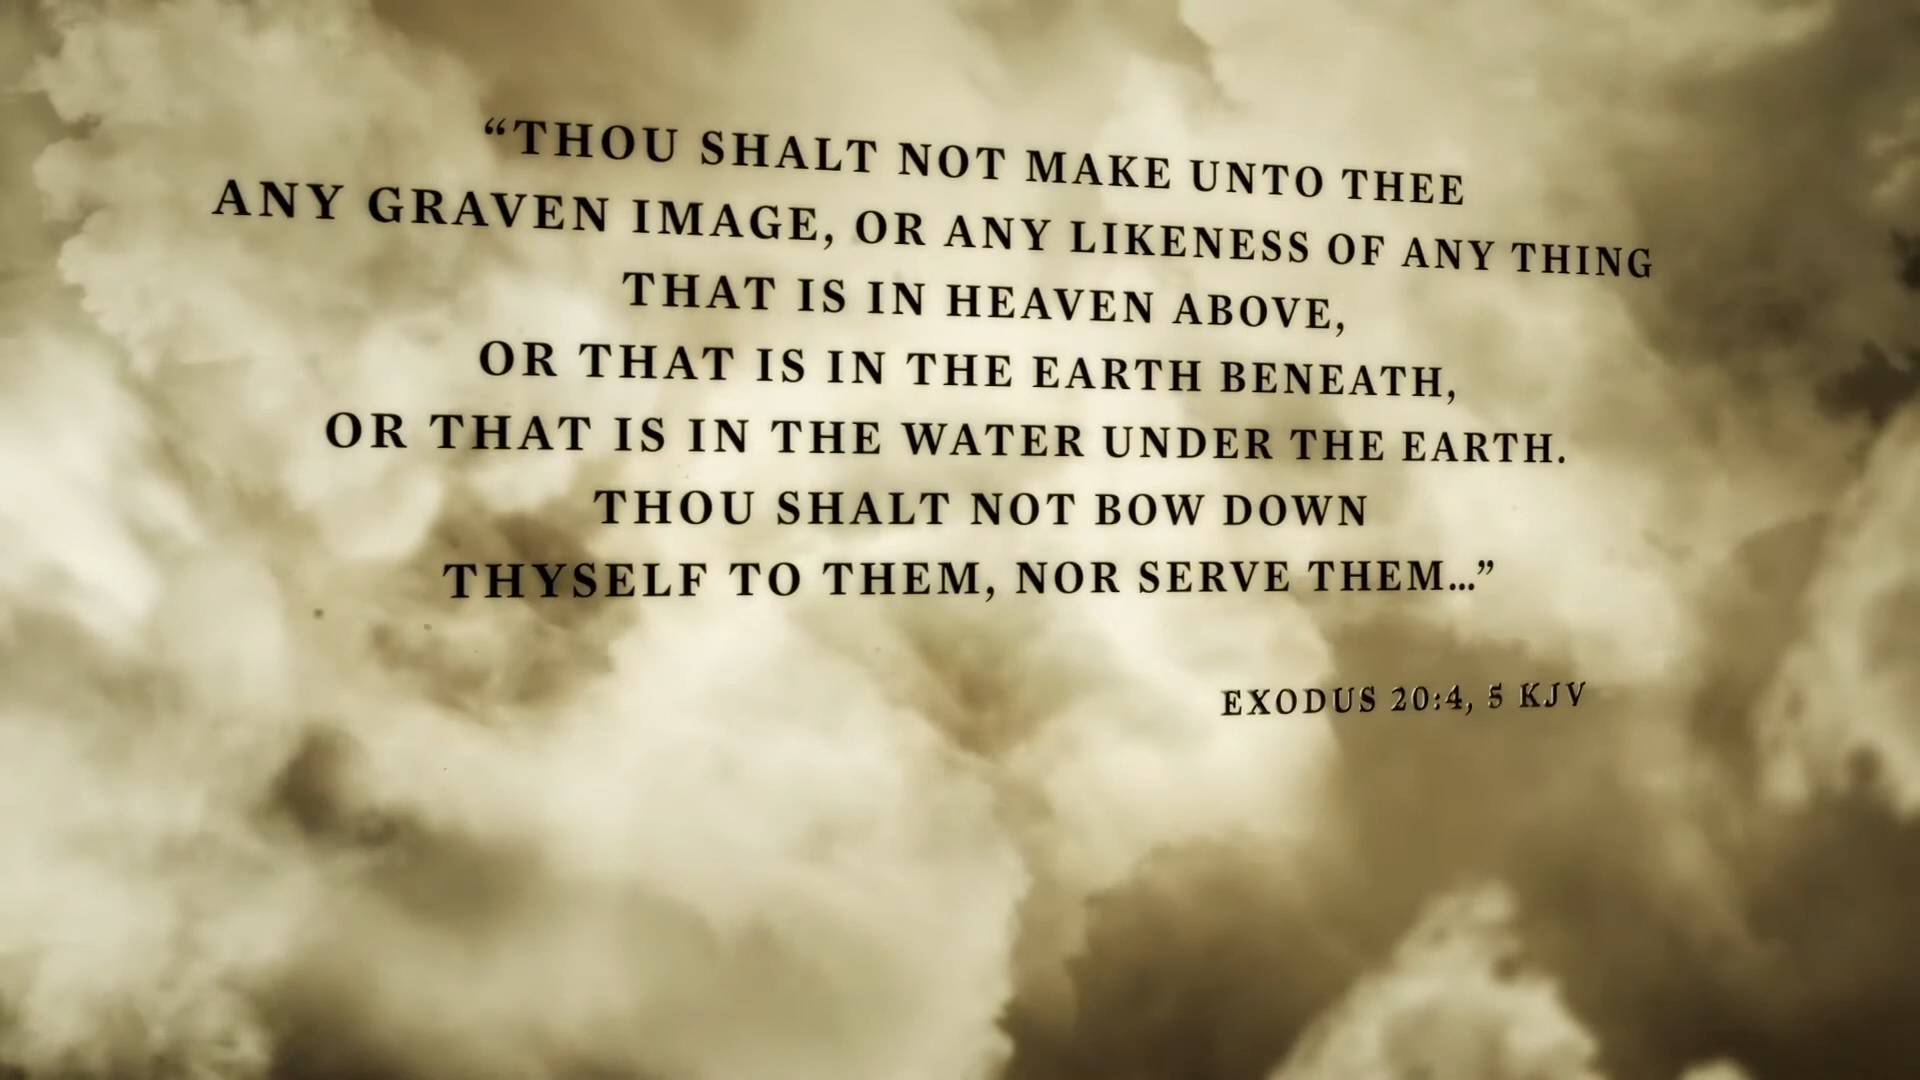 “THOU SHALT NOT MAKE UNTO THEE
ANY GRAVEN IMAGE, OR ANY LIKENESS OF ANY THING
THAT IS IN HEAVEN ABOVE,
OR THAT IS IN THE EARTH BENEATH,
OR THAT IS IN THE WATER UNDER THE EARTH.
THOU SHALT NOT BOW DOWN
THYSELF TO THEM, NOR SERVE THEM...”
EXODUS 20:4, 5 KJV